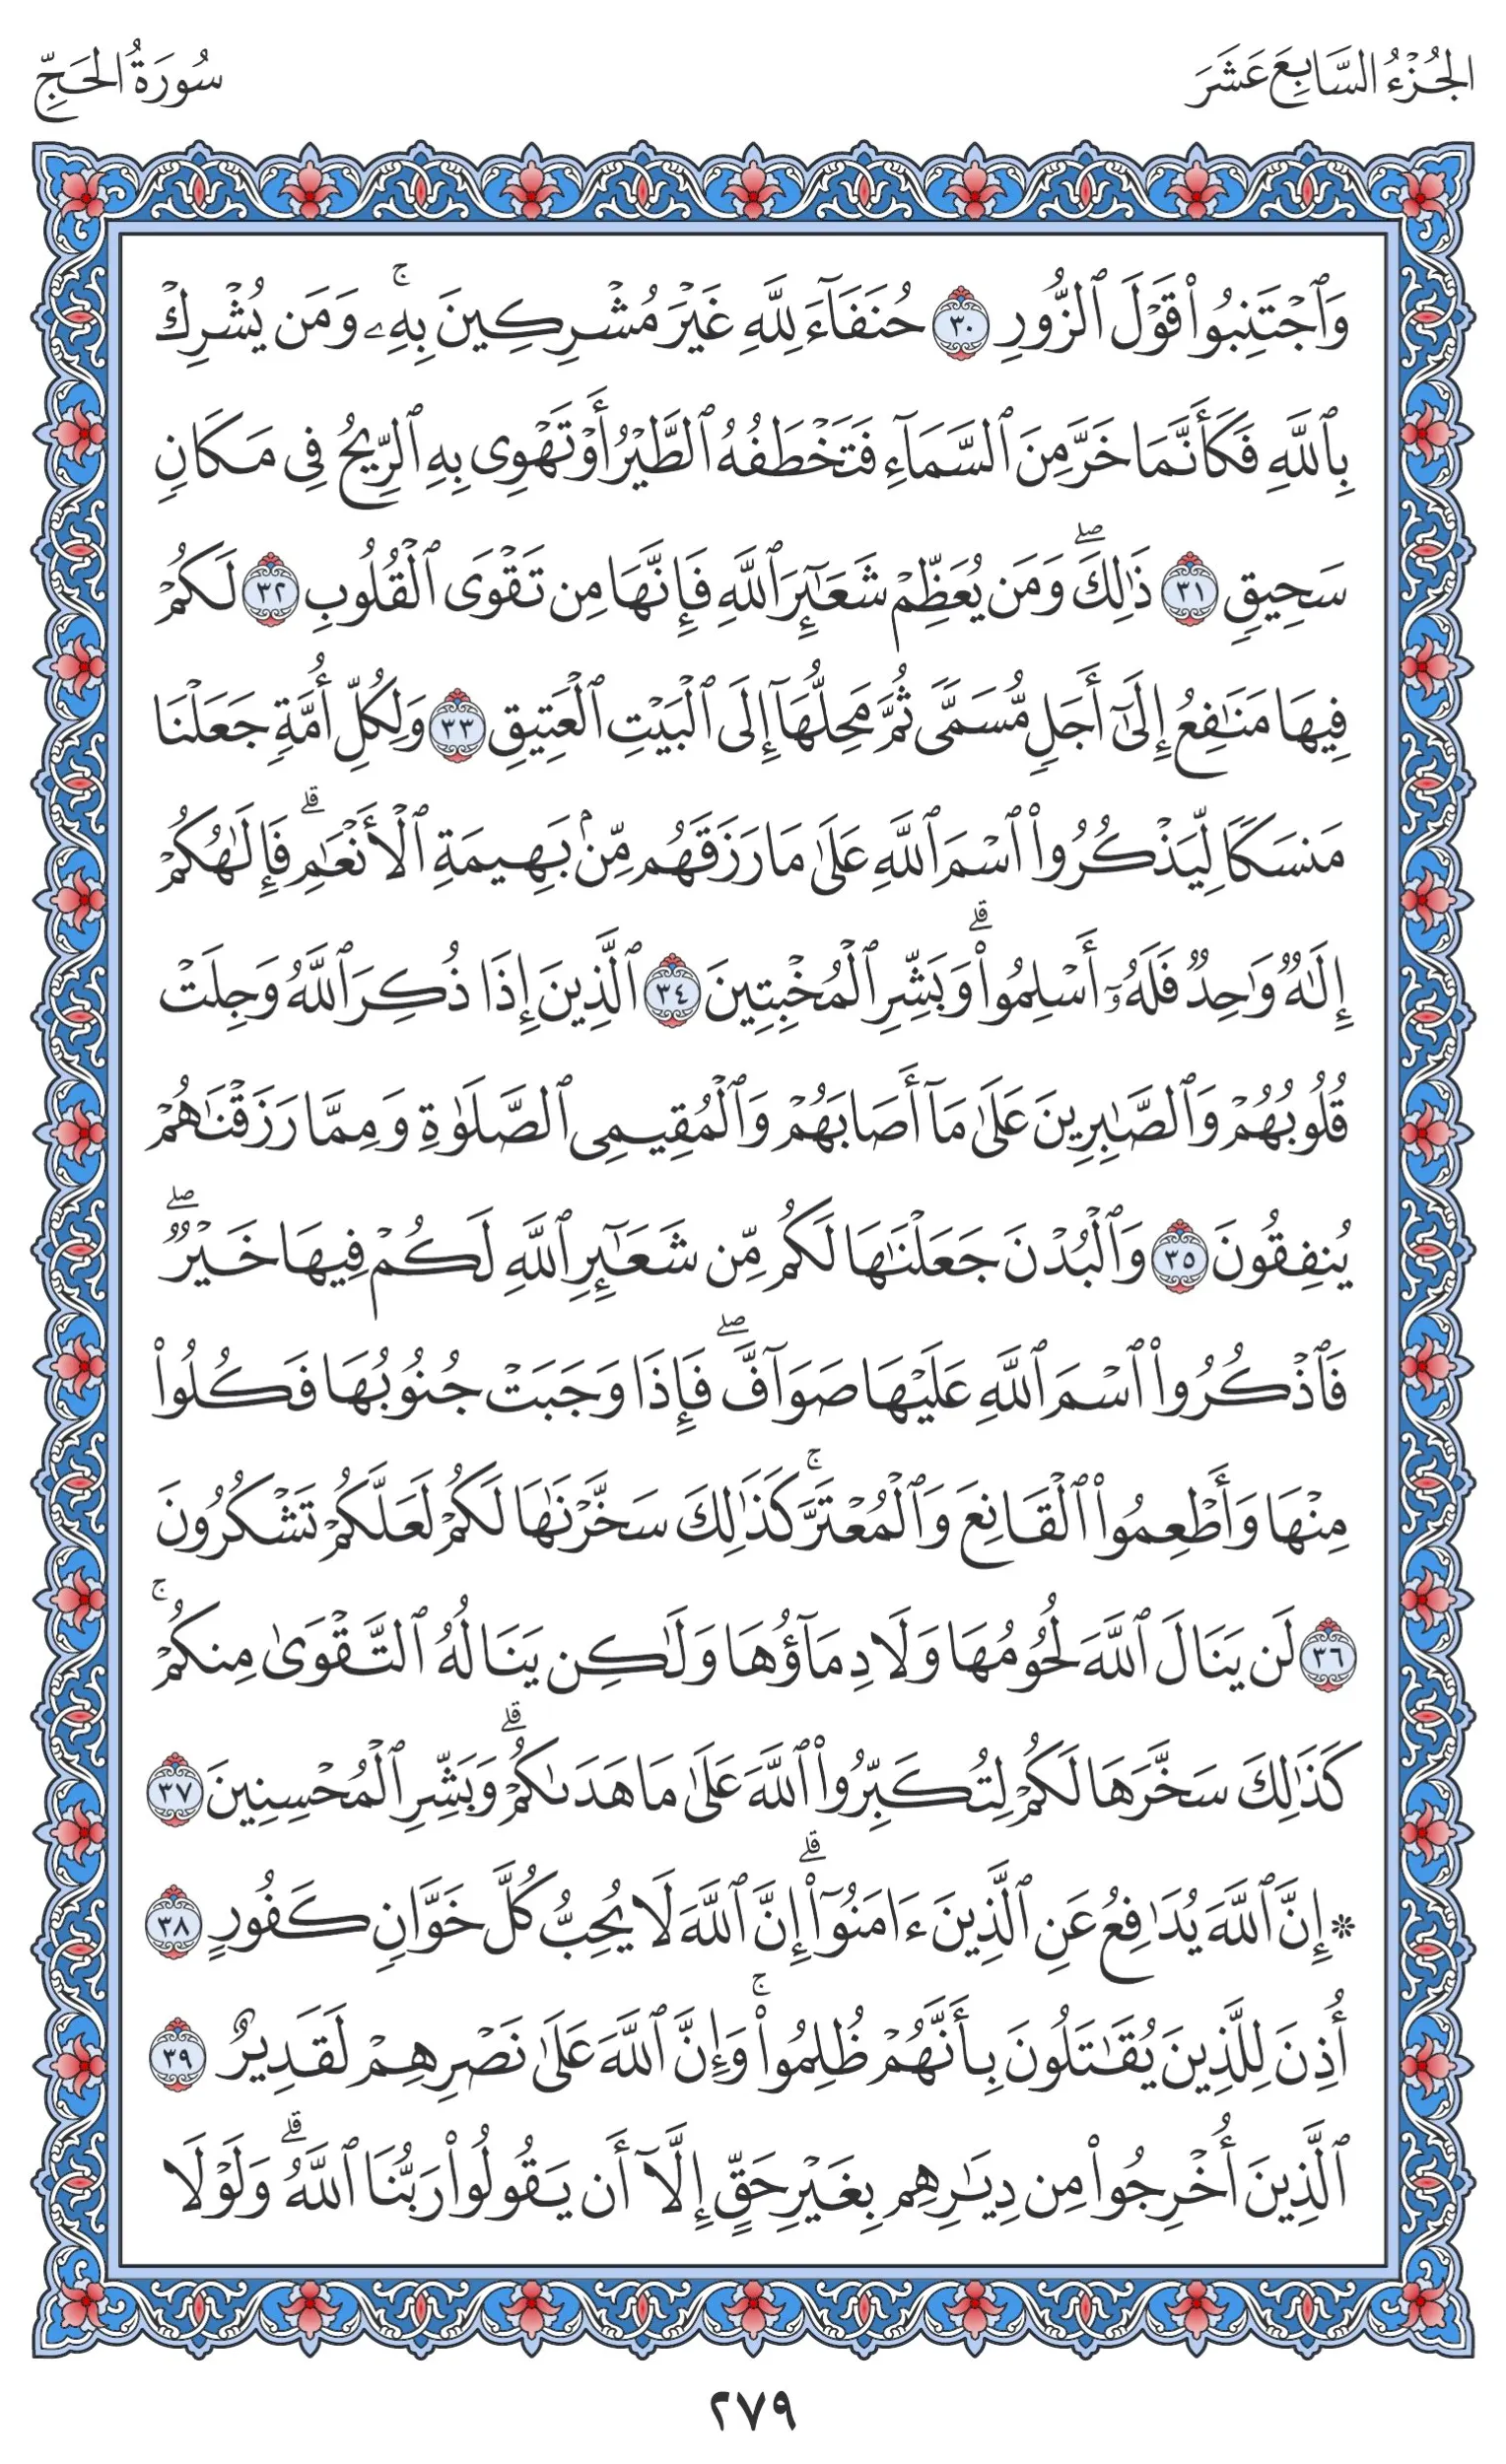 الجُزْءُ السَّابِعَ عَشَرَ
سُورَةُ الحَجِّ
وَٱجْتَنِبُوا۟ قَوْلَ ٱلزُّورِ ٣٠ حُنَفَآءَ لِلَّهِ غَيْرَ مُشْرِكِينَ بِهِۦۚ وَمَن يُشْرِكْ
بِٱللَّهِ فَكَأَنَّمَا خَرَّ مِنَ ٱلسَّمَآءِ فَتَخْطَفُهُ ٱلطَّيْرُ أَوْ تَهْوِى بِهِ ٱلرِّيحُ فِى مَكَانٍ
سَحِيقٍ ٣١ ذَٰلِكَۖ وَمَن يُعَظِّمْ شَعَـٰٓئِرَ ٱللَّهِ فَإِنَّهَا مِن تَقْوَى ٱلْقُلُوبِ ٣٢ لَكُمْ
فِيهَا مَنَـٰفِعُ إِلَىٰٓ أَجَلٍ مُّسَمًّى ثُمَّ مَحِلُّهَآ إِلَى ٱلْبَيْتِ ٱلْعَتِيقِ ٣٣ وَلِكُلِّ أُمَّةٍ جَعَلْنَا
مَنسَكًا لِّيَذْكُرُوا۟ ٱسْمَ ٱللَّهِ عَلَىٰ مَا رَزَقَهُم مِّنۢ بَهِيمَةِ ٱلْأَنْعَـٰمِۗ فَإِلَـٰهُكُمْ
إِلَـٰهٌ وَٰحِدٌ فَلَهُۥٓ أَسْلِمُوا۟ۗ وَبَشِّرِ ٱلْمُخْبِتِينَ ٣٤ ٱلَّذِينَ إِذَا ذُكِرَ ٱللَّهُ وَجِلَتْ
قُلُوبُهُمْ وَٱلصَّـٰبِرِينَ عَلَىٰ مَآ أَصَابَهُمْ وَٱلْمُقِيمِى ٱلصَّلَوٰةِ وَمِمَّا رَزَقْنَـٰهُمْ
يُنفِقُونَ ٣٥ وَٱلْبُدْنَ جَعَلْنَـٰهَا لَكُم مِّن شَعَـٰٓئِرِ ٱللَّهِ لَكُمْ فِيهَا خَيْرٌۖ
فَٱذْكُرُوا۟ ٱسْمَ ٱللَّهِ عَلَيْهَا صَوَآفَّۖ فَإِذَا وَجَبَتْ جُنُوبُهَا فَكُلُوا۟
مِنْهَا وَأَطْعِمُوا۟ ٱلْقَانِعَ وَٱلْمُعْتَرَّۚ كَذَٰلِكَ سَخَّرْنَـٰهَا لَكُمْ لَعَلَّكُمْ تَشْكُرُونَ
٣٦ لَن يَنَالَ ٱللَّهَ لُحُومُهَا وَلَا دِمَآؤُهَا وَلَـٰكِن يَنَالُهُ ٱلتَّقْوَىٰ مِنكُمْۚ
كَذَٰلِكَ سَخَّرَهَا لَكُمْ لِتُكَبِّرُوا۟ ٱللَّهَ عَلَىٰ مَا هَدَىٰكُمْۗ وَبَشِّرِ ٱلْمُحْسِنِينَ ٣٧
۞ إِنَّ ٱللَّهَ يُدَٰفِعُ عَنِ ٱلَّذِينَ ءَامَنُوٓا۟ۗ إِنَّ ٱللَّهَ لَا يُحِبُّ كُلَّ خَوَّانٍ كَفُورٍ ٣٨
أُذِنَ لِلَّذِينَ يُقَـٰتَلُونَ بِأَنَّهُمْ ظُلِمُوا۟ۚ وَإِنَّ ٱللَّهَ عَلَىٰ نَصْرِهِمْ لَقَدِيرٌ ٣٩
ٱلَّذِينَ أُخْرِجُوا۟ مِن دِيَـٰرِهِم بِغَيْرِ حَقٍّ إِلَّآ أَن يَقُولُوا۟ رَبُّنَا ٱللَّهُۗ وَلَوْلَا
٢٧٩